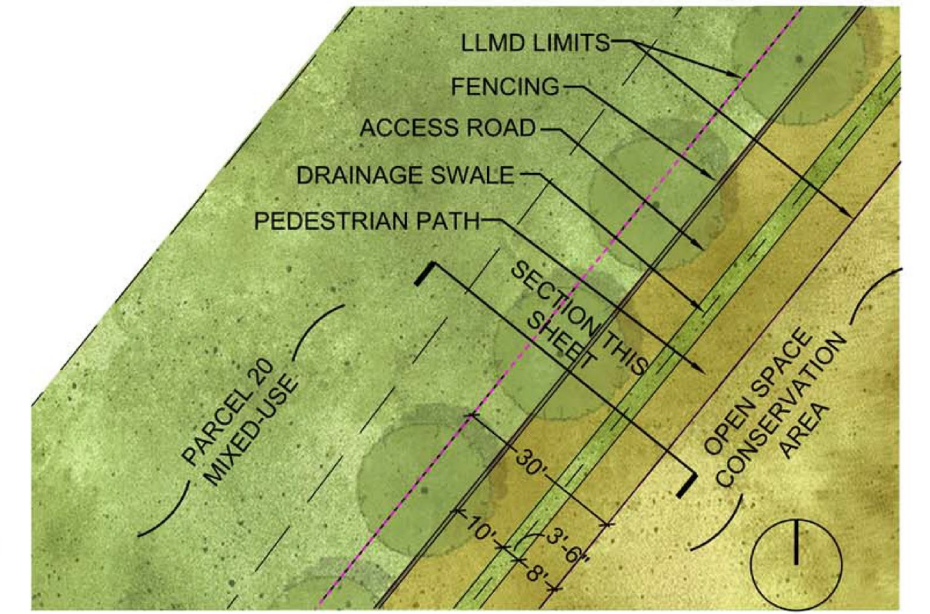 LLMD LIMITS
FENCING
ACCESS ROAD
DRAINAGE SWALE
PEDESTRIAN PATH
SECTION THIS
SHEET
PARCEL 20
MIXED-USE
OPEN SPACE
CONSERVATION
AREA
30'
10'
3'-6"
8'